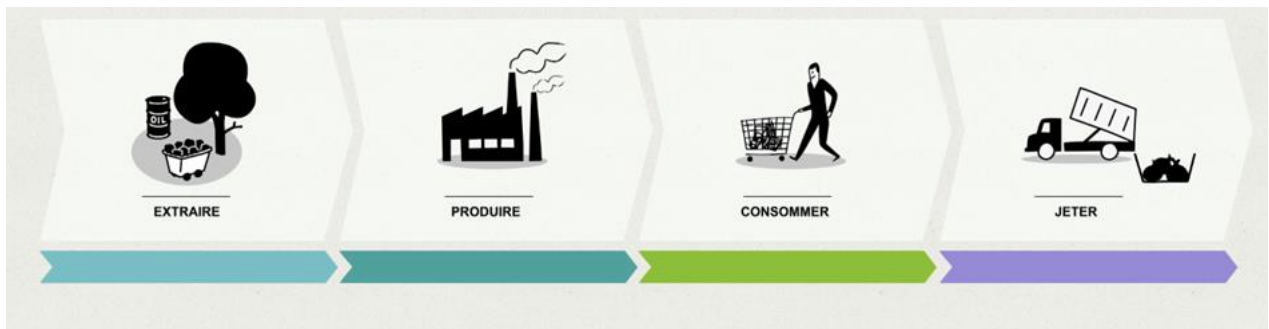 OIL
EXTRAIRE
PRODUIRE
CONSOMMER
JETER